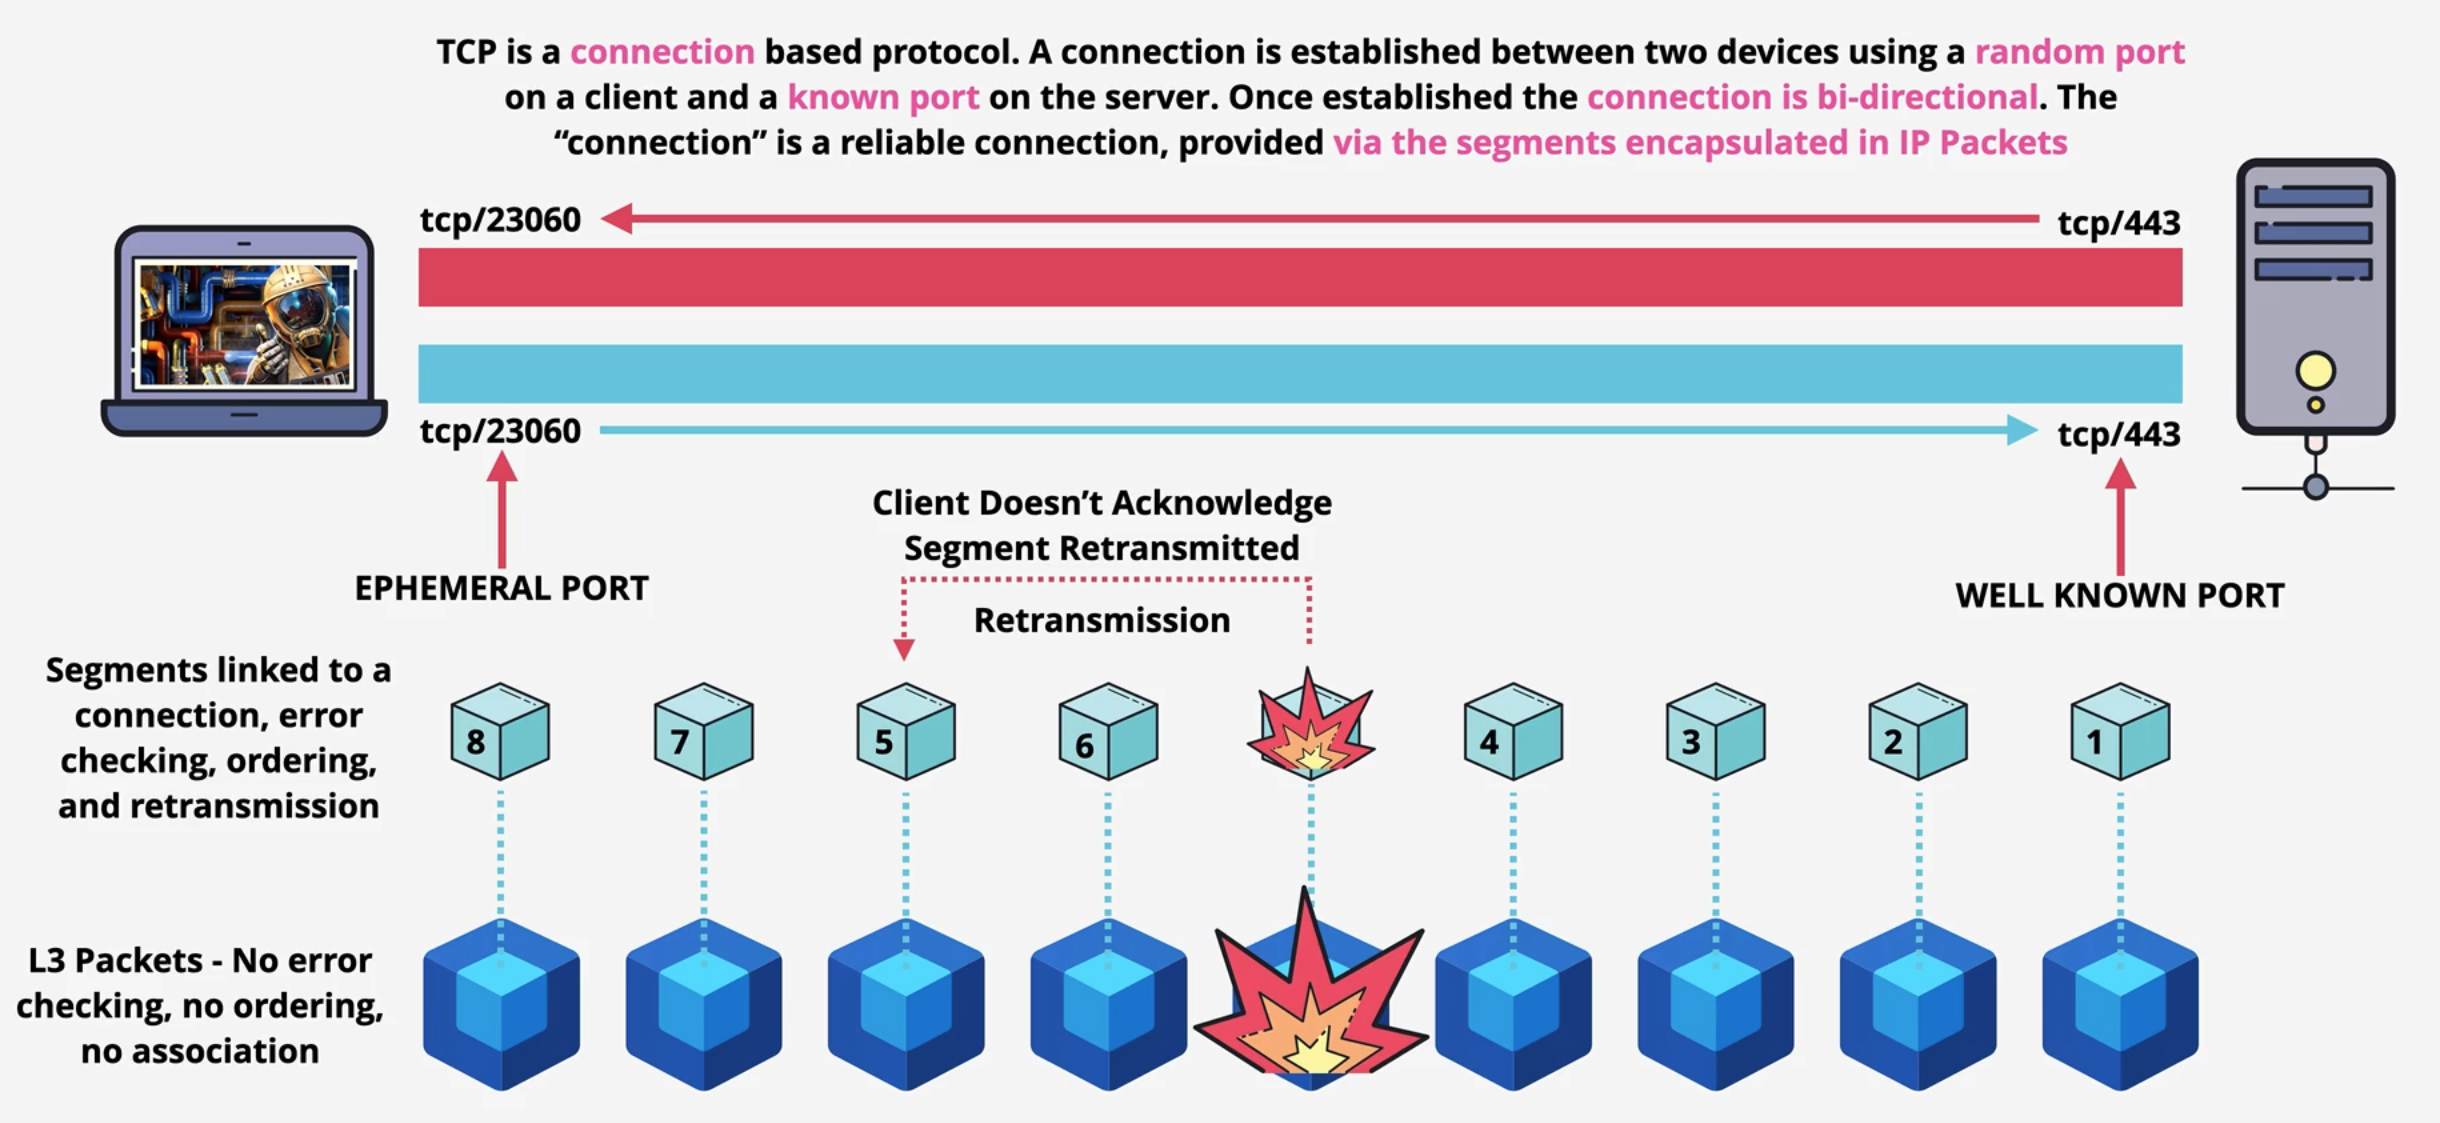 TCP is a connection based protocol. A connection is established between two devices using a random port
on a client and a known port on the server. Once established the connection is bi-directional. The
“connection” is a reliable connection, provided via the segments encapsulated in IP Packets
tcp/23060
tcp/443
tcp/23060
tcp/443
EPHEMERAL PORT
Client Doesn’t Acknowledge
Segment Retransmitted
Retransmission
WELL KNOWN PORT
Segments linked to a
connection, error
checking, ordering,
and retransmission
8
7
5
6
4
3
2
1
L3 Packets - No error
checking, no ordering,
no association